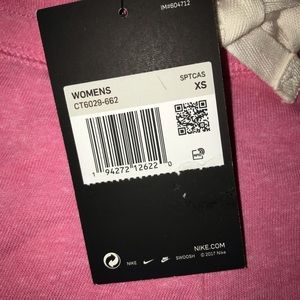 IM#604712
WOMENS
SPTCAS
CT6029-662
XS
1 94272 12622 0
NIKE.COM
NIKE SWOOSH © 2017 Nike